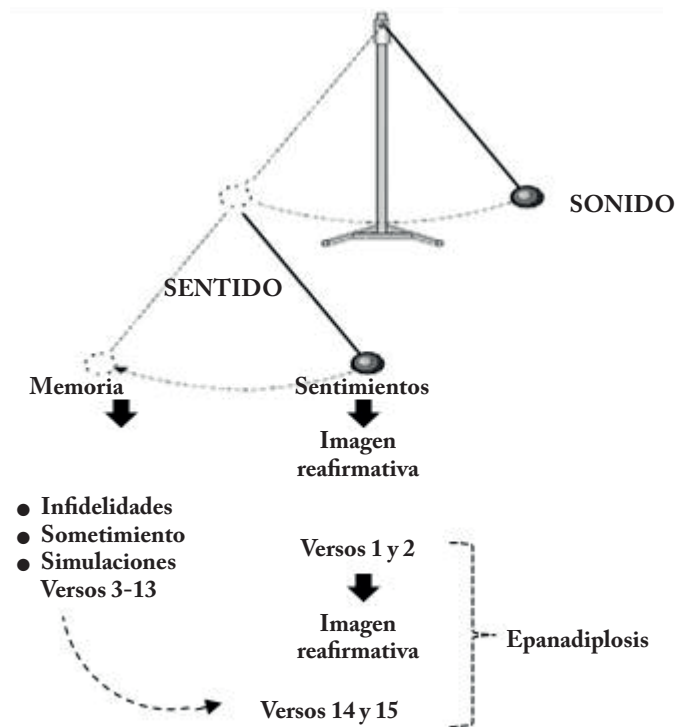 SONIDO
SENTIDO
Memoria
Sentimientos
Imagen
reafirmativa
● Infidelidades
● Sometimiento
● Simulaciones
Versos 3-13
Versos 1 y 2
Imagen
reafirmativa
Epanadiplosis
Versos 14 y 15